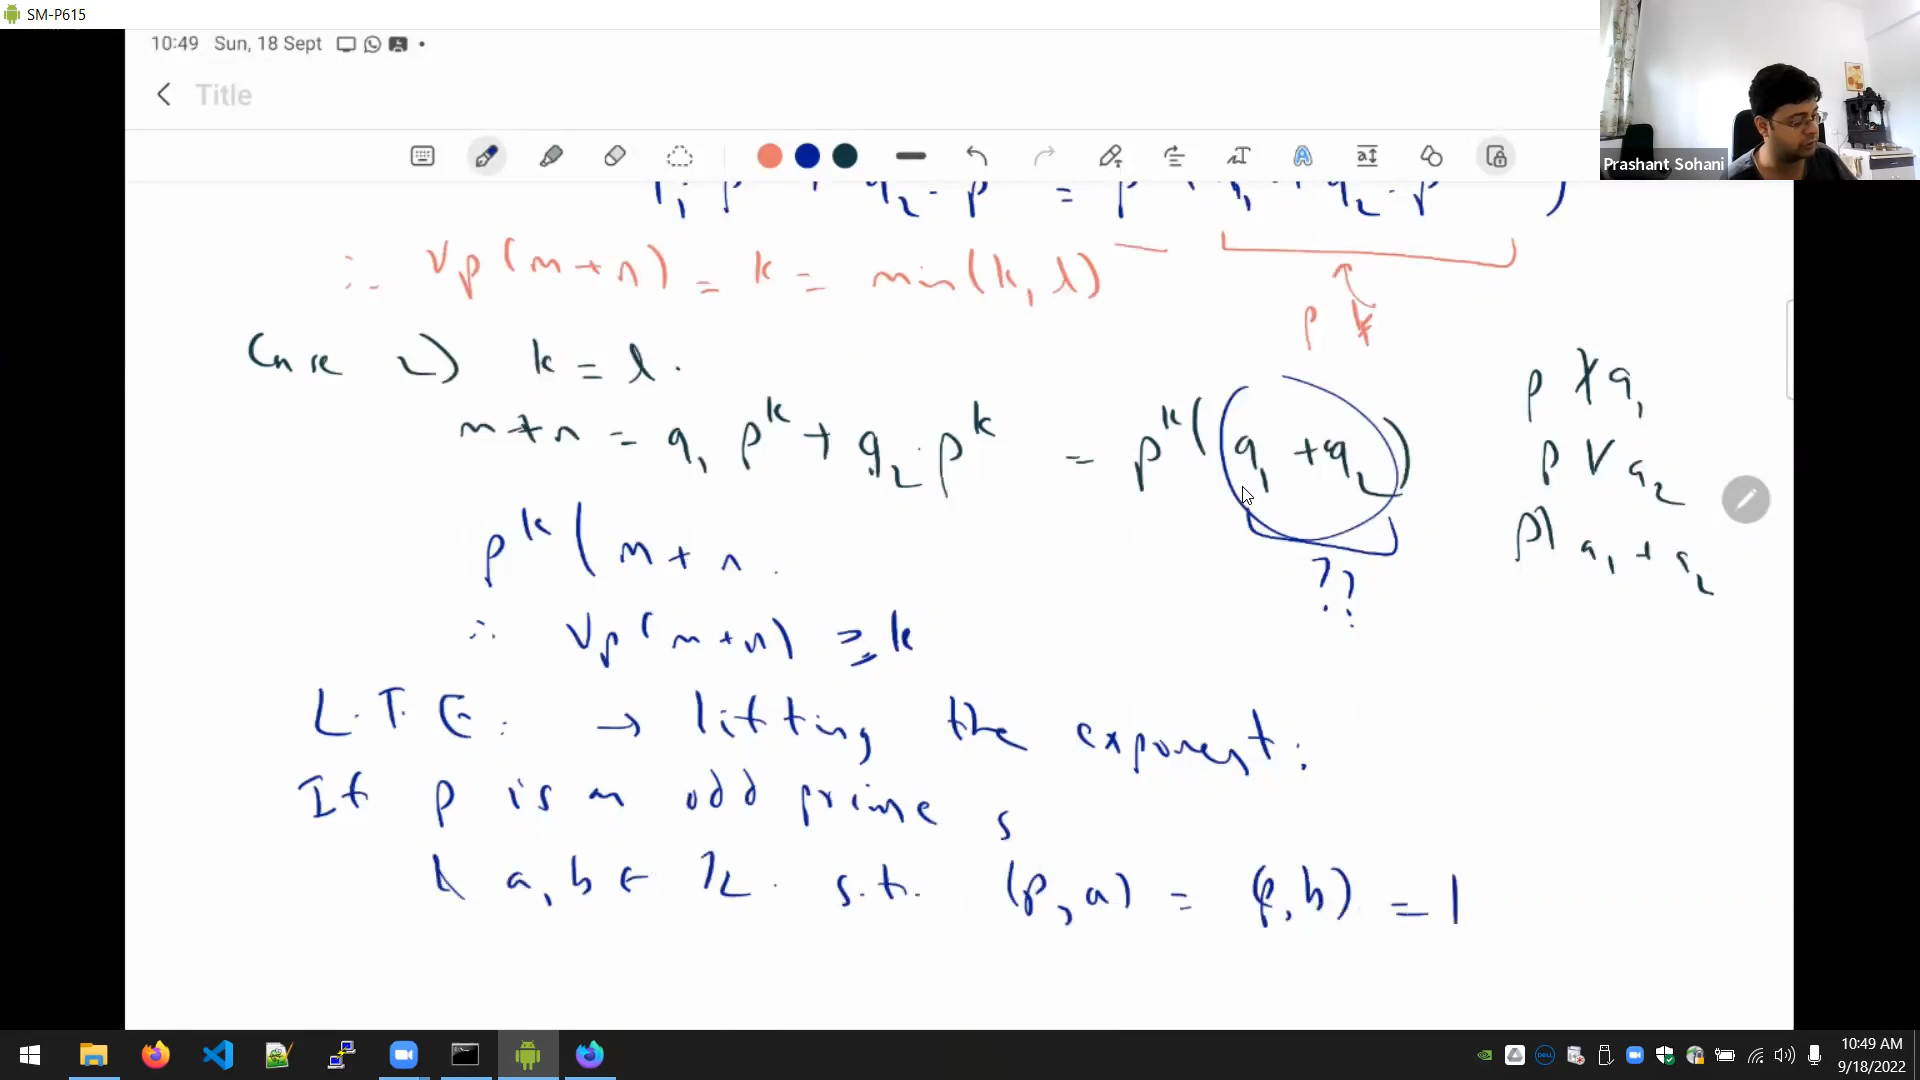 SM-P615
10:49 Sun, 18 Sept
Title
Prashant Sohani
∴ Vp(m+n) = k = min(k, l)
p ∤
Case 2) k = l.
m+n = q₁ p^k + q₂ · p^k = p^k (q₁ + q₂)
p ∤ q₁
p ∤ q₂
p | q₁ + q₂
??
p^k | m + n.
∴ Vp(m+n) ≥ k
L.T.E. → lifting the exponent:
If p is an odd prime
& a, b ∈ ℤ. s.t. (p, a) = (p, b) = 1
10:49 AM
9/18/2022